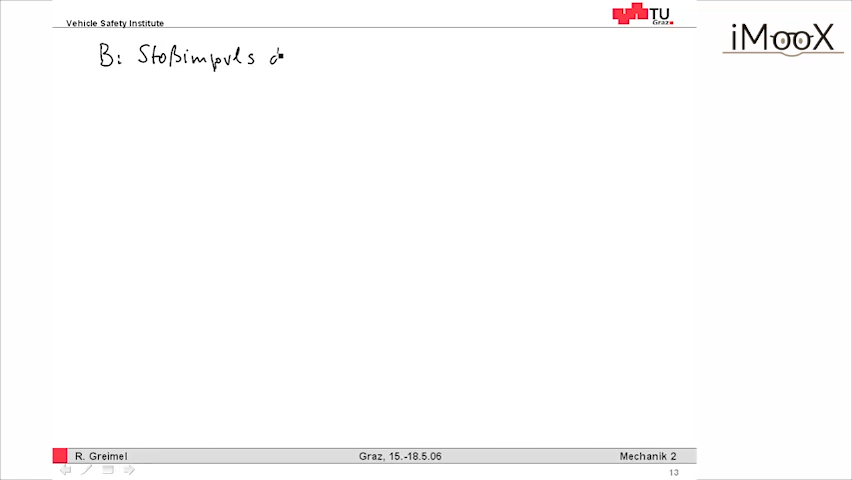 Vehicle Safety Institute
TU
Graz
iMooX
B: Stoßimpuls d
R. Greimel
Graz, 15.-18.5.06
Mechanik 2
13